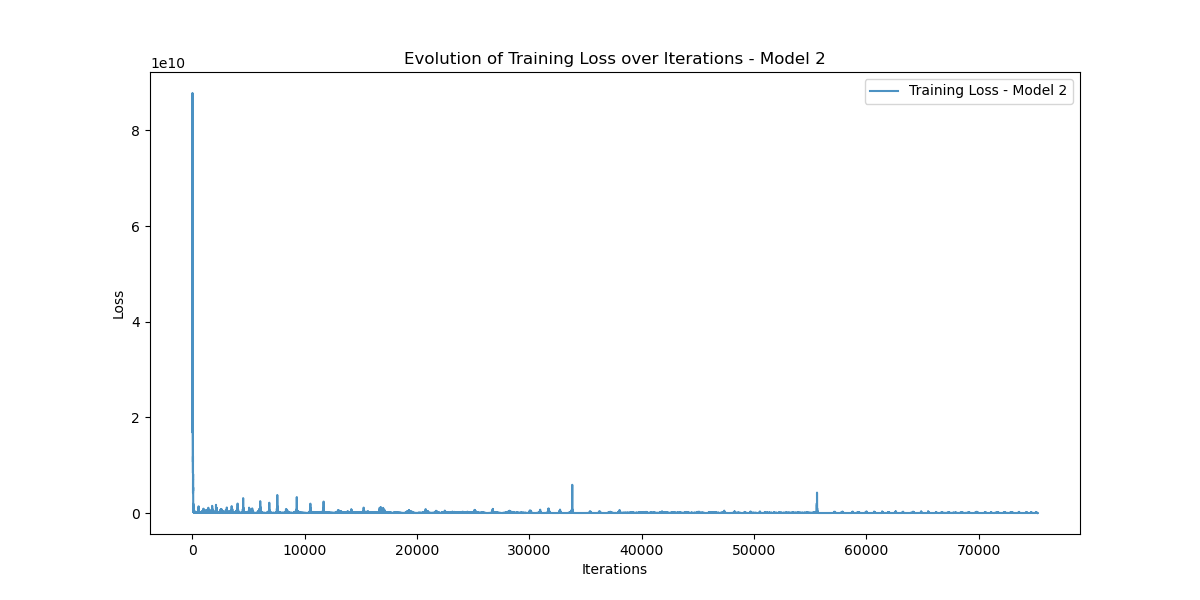 Evolution of Training Loss over Iterations - Model 2
1e10
Training Loss - Model 2
8
6
4
2
0
Loss
0 10000 20000 30000 40000 50000 60000 70000
Iterations